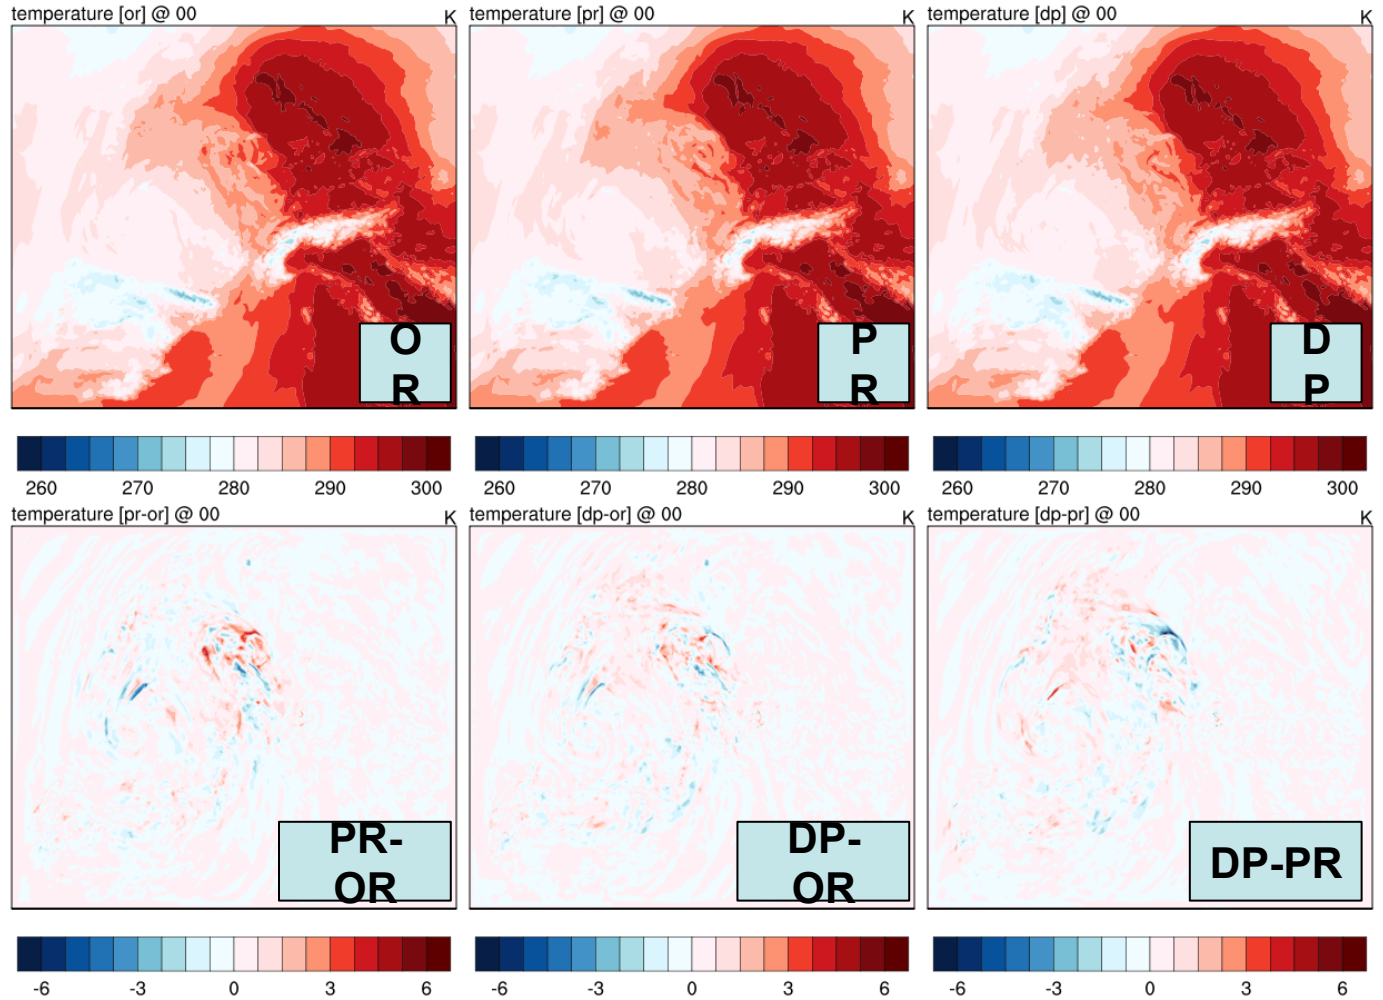 temperature [or] @ 00 K
temperature [pr] @ 00 K
temperature [dp] @ 00 K
O
R
P
R
D
P
260 270 280 290 300
260 270 280 290 300
260 270 280 290 300
temperature [pr-or] @ 00 K
temperature [dp-or] @ 00 K
temperature [dp-pr] @ 00 K
PR-
OR
DP-
OR
DP-PR
-6 -3 0 3 6
-6 -3 0 3 6
-6 -3 0 3 6